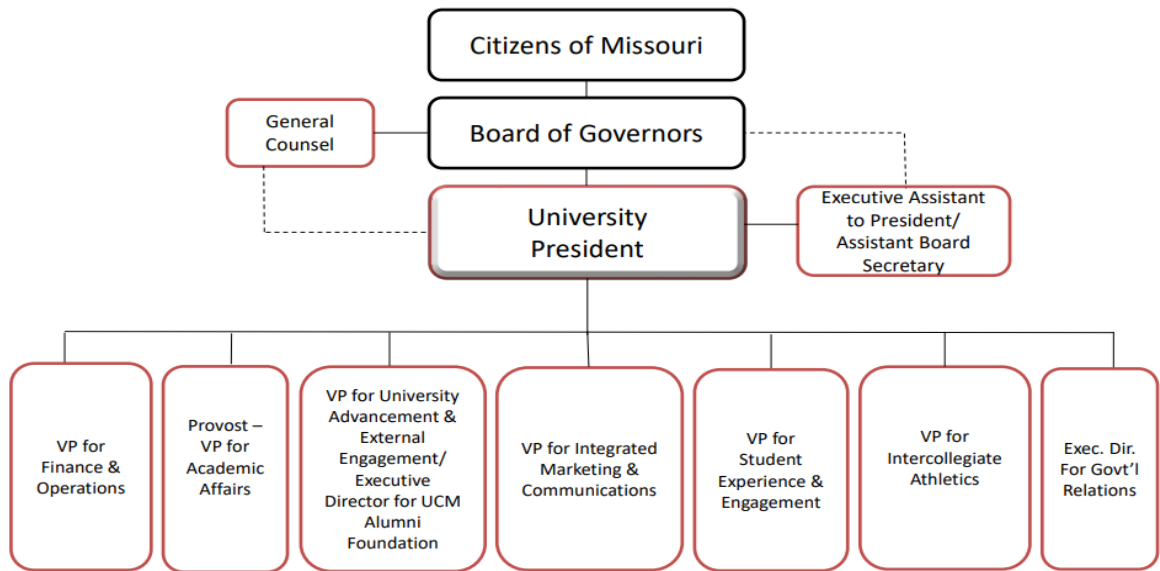 Citizens of Missouri
General
Counsel
Board of Governors
University
President
Executive Assistant
to President/
Assistant Board
Secretary
VP for
Finance &
Operations
Provost –
VP for
Academic
Affairs
VP for University
Advancement &
External
Engagement/
Executive
Director for UCM
Alumni
Foundation
VP for Integrated
Marketing &
Communications
VP for
Student
Experience &
Engagement
VP for
Intercollegiate
Athletics
Exec. Dir.
For Govt’l
Relations